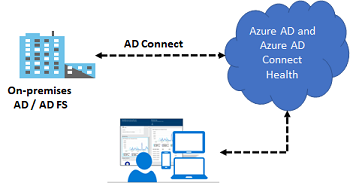 AD Connect
On-premises
AD / AD FS
Azure AD and
Azure AD
Connect
Health